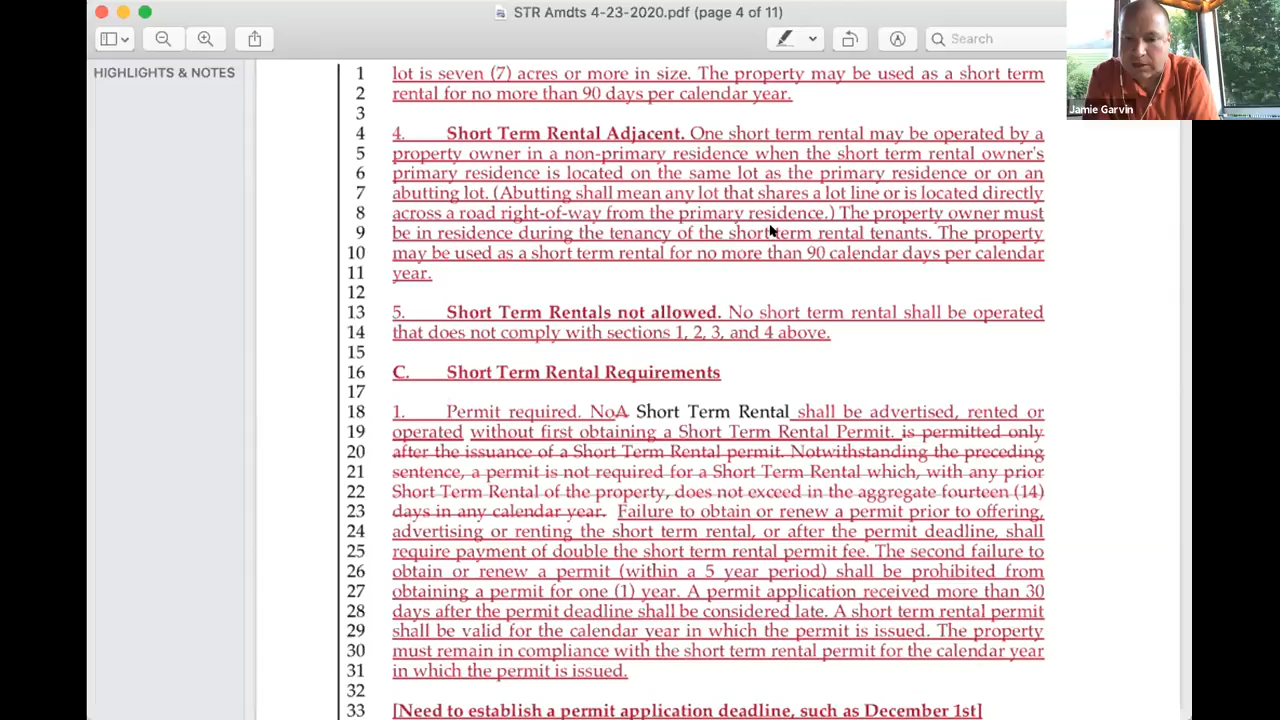 STR Amdts 4-23-2020.pdf (page 4 of 11)
Search
HIGHLIGHTS & NOTES
Jamie Garvin
1 lot is seven (7) acres or more in size. The property may be used as a short term
2 rental for no more than 90 days per calendar year.
3
4 4. Short Term Rental Adjacent. One short term rental may be operated by a
5 property owner in a non-primary residence when the short term rental owner's
6 primary residence is located on the same lot as the primary residence or on an
7 abutting lot. (Abutting shall mean any lot that shares a lot line or is located directly
8 across a road right-of-way from the primary residence.) The property owner must
9 be in residence during the tenancy of the short term rental tenants. The property
10 may be used as a short term rental for no more than 90 calendar days per calendar
11 year.
12
13 5. Short Term Rentals not allowed. No short term rental shall be operated
14 that does not comply with sections 1, 2, 3, and 4 above.
15
16 C. Short Term Rental Requirements
17
18 1. Permit required. NoA Short Term Rental shall be advertised, rented or
19 operated without first obtaining a Short Term Rental Permit. is permitted only
20 after the issuance of a Short Term Rental permit. Notwithstanding the preceding
21 sentence, a permit is not required for a Short Term Rental which, with any prior
22 Short Term Rental of the property, does not exceed in the aggregate fourteen (14)
23 days in any calendar year. Failure to obtain or renew a permit prior to offering,
24 advertising or renting the short term rental, or after the permit deadline, shall
25 require payment of double the short term rental permit fee. The second failure to
26 obtain or renew a permit (within a 5 year period) shall be prohibited from
27 obtaining a permit for one (1) year. A permit application received more than 30
28 days after the permit deadline shall be considered late. A short term rental permit
29 shall be valid for the calendar year in which the permit is issued. The property
30 must remain in compliance with the short term rental permit for the calendar year
31 in which the permit is issued.
32
33 [Need to establish a permit application deadline, such as December 1st]